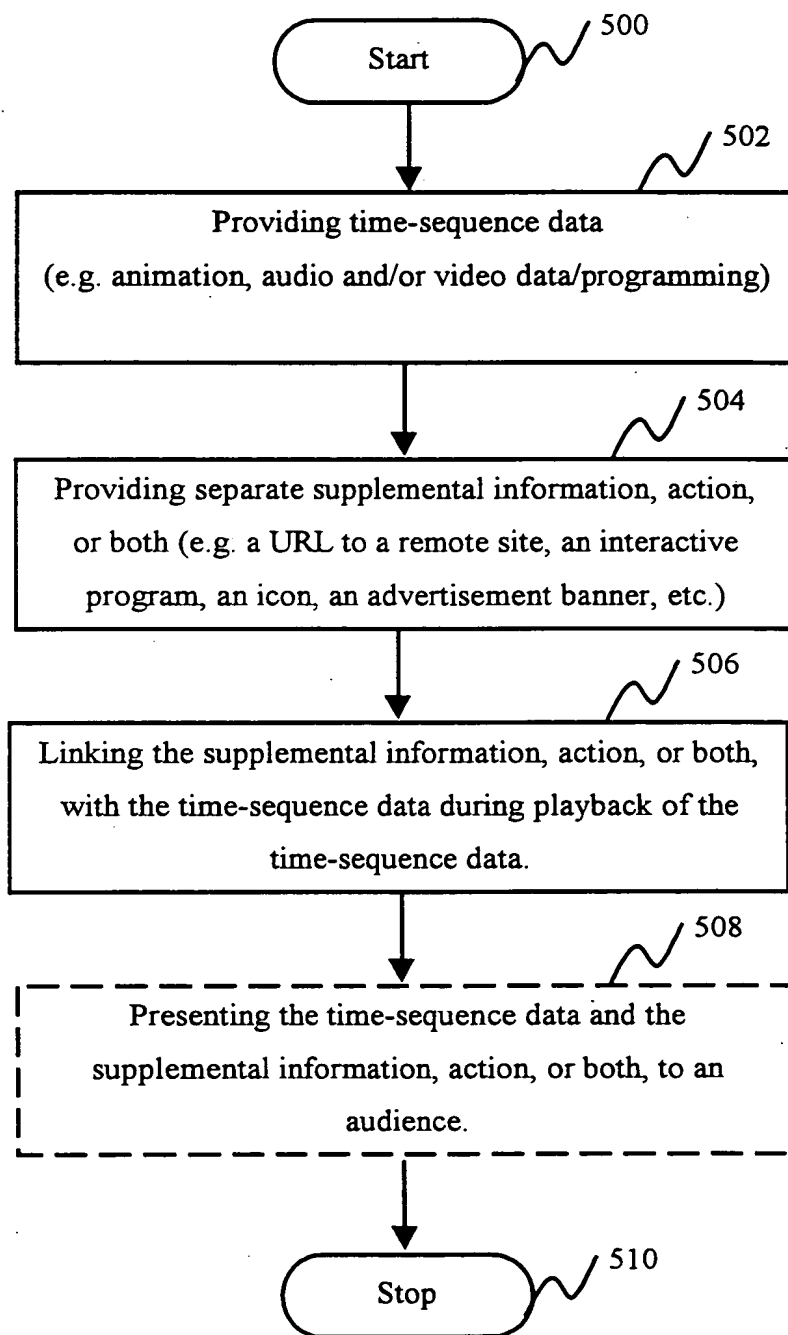 500
Start
502
Providing time-sequence data
(e.g. animation, audio and/or video data/programming)
504
Providing separate supplemental information, action,
or both (e.g. a URL to a remote site, an interactive
program, an icon, an advertisement banner, etc.)
506
Linking the supplemental information, action, or both,
with the time-sequence data during playback of the
time-sequence data.
508
Presenting the time-sequence data and the
supplemental information, action, or both, to an
audience.
510
Stop